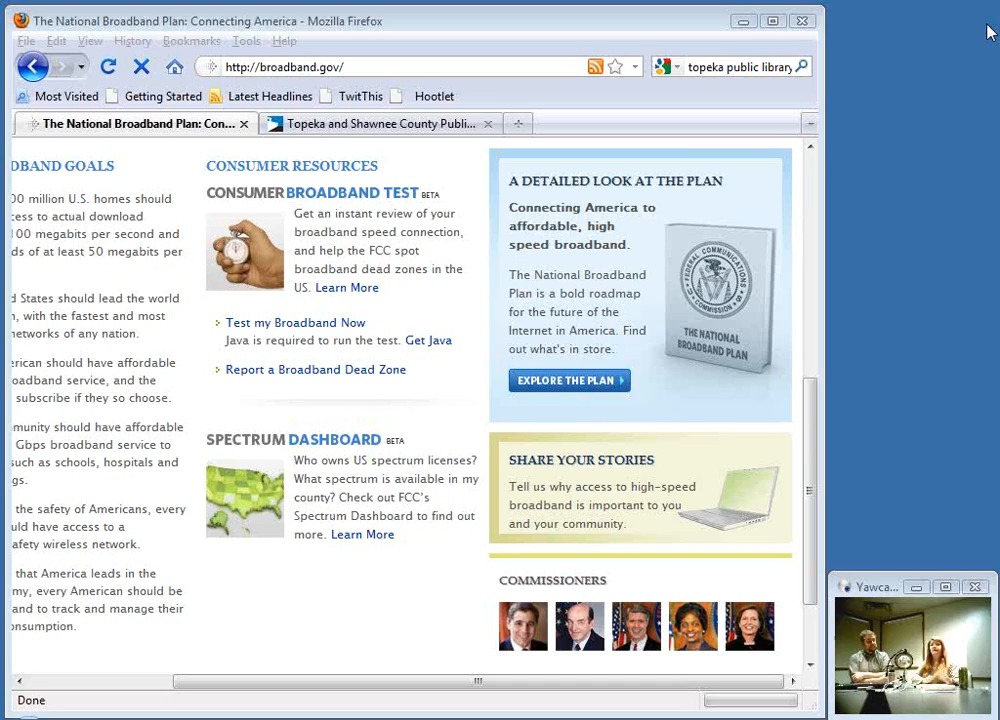 The National Broadband Plan: Connecting America - Mozilla Firefox
File Edit View History Bookmarks Tools Help
http://broadband.gov/
topeka public library
Most Visited Getting Started Latest Headlines TwitThis Hootlet
The National Broadband Plan: Con...
Topeka and Shawnee County Publi...
DBAND GOALS
00 million U.S. homes should
cess to actual download
100 megabits per second and
ds of at least 50 megabits per
d States should lead the world
n, with the fastest and most
networks of any nation.
erican should have affordable
oadband service, and the
subscribe if they so choose.
munity should have affordable
Gbps broadband service to
such as schools, hospitals and
gs.
the safety of Americans, every
uld have access to a
afety wireless network.
that America leads in the
my, every American should be
and to track and manage their
onsumption.
CONSUMER RESOURCES
CONSUMER BROADBAND TEST BETA
Get an instant review of your
broadband speed connection,
and help the FCC spot
broadband dead zones in the
US. Learn More
Test my Broadband Now
Java is required to run the test. Get Java
Report a Broadband Dead Zone
SPECTRUM DASHBOARD BETA
Who owns US spectrum licenses?
What spectrum is available in my
county? Check out FCC's
Spectrum Dashboard to find out
more. Learn More
A DETAILED LOOK AT THE PLAN
Connecting America to
affordable, high
speed broadband.
The National Broadband
Plan is a bold roadmap
for the future of the
Internet in America. Find
out what's in store.
EXPLORE THE PLAN
FEDERAL COMMUNICATIONS
COMMISSION
THE NATIONAL
BROADBAND PLAN
SHARE YOUR STORIES
Tell us why access to high-speed
broadband is important to you
and your community.
COMMISSIONERS
Yawca...
Done